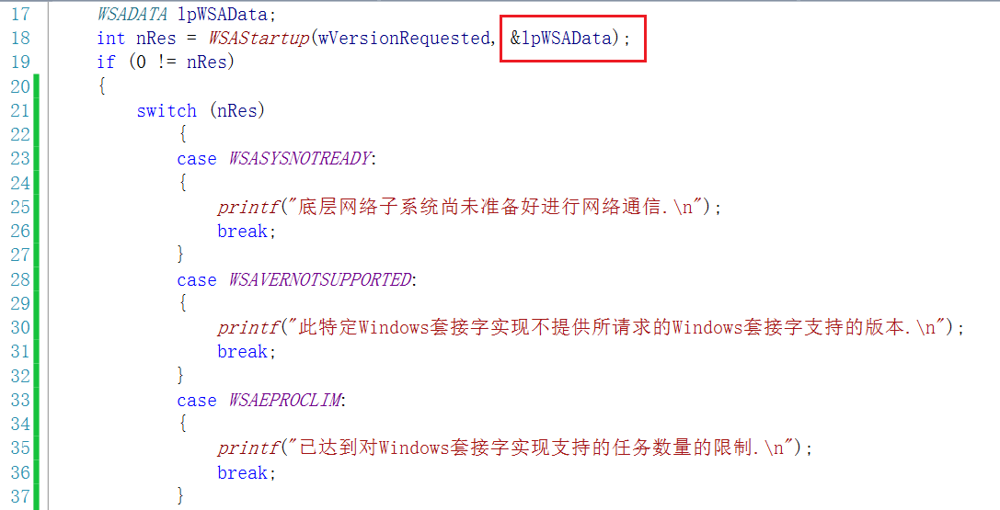 17 WSADATA lpWSAData;
18 int nRes = WSAStartup(wVersionRequested, &lpWSAData);
19 if (0 != nRes)
20 {
21 switch (nRes)
22 {
23 case WSASYSNOTREADY:
24 {
25 printf("底层网络子系统尚未准备好进行网络通信.\n");
26 break;
27 }
28 case WSAVERNOTSUPPORTED:
29 {
30 printf("此特定Windows套接字实现不提供所请求的Windows套接字支持的版本.\n");
31 break;
32 }
33 case WSAEPROCLIM:
34 {
35 printf("已达到对Windows套接字实现支持的任务数量的限制.\n");
36 break;
37 }